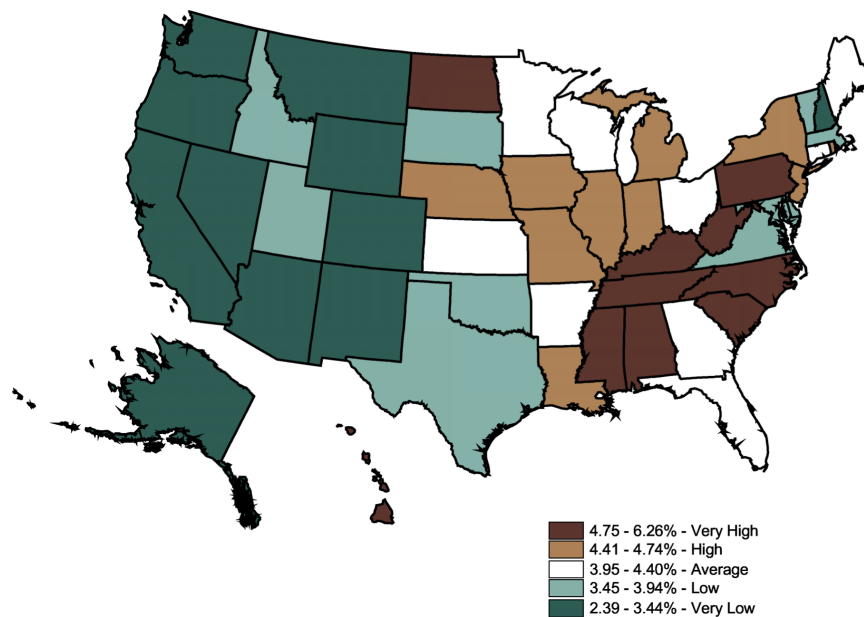 4.75 - 6.26% - Very High
4.41 - 4.74% - High
3.95 - 4.40% - Average
3.45 - 3.94% - Low
2.39 - 3.44% - Very Low